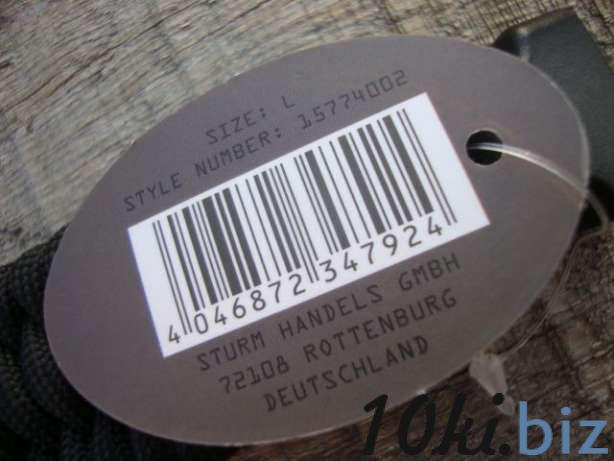 SIZE: L
STYLE NUMBER: 15774002
4 046872 347924
STURM HANDELS GMBH
72108 ROTTENBURG
DEUTSCHLAND
10ki.biz